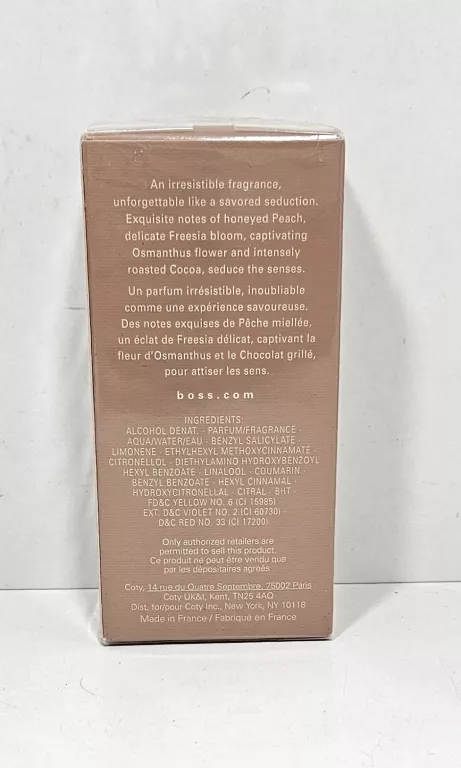 An irresistible fragrance,
unforgettable like a savored seduction.
Exquisite notes of honeyed Peach,
delicate Freesia bloom, captivating
Osmanthus flower and intensely
roasted Cocoa, seduce the senses.
Un parfum irrésistible, inoubliable
comme une expérience savoureuse.
Des notes exquises de Pêche miellée,
un éclat de Freesia délicat, captivant la
fleur d'Osmanthus et le Chocolat grillé,
pour attiser les sens.
boss.com
INGREDIENTS:
ALCOHOL DENAT. - PARFUM/FRAGRANCE -
AQUA/WATER/EAU - BENZYL SALICYLATE -
LIMONENE - ETHYLHEXYL METHOXYCINNAMATE -
CITRONELLOL - DIETHYLAMINO HYDROXYBENZOYL
HEXYL BENZOATE - LINALOOL - COUMARIN -
BENZYL BENZOATE - HEXYL CINNAMAL -
HYDROXYCITRONELLAL - CITRAL - BHT -
FD&C YELLOW NO. 6 (CI 15985)
EXT. D&C VIOLET NO. 2 (CI 60730) -
D&C RED NO. 33 (CI 17200)
Only authorized retailers are
permitted to sell this product.
Ce produit ne peut être vendu que
par les dépositaires agréés
Coty, 14 rue du Quatre Septembre, 75002 Paris
Coty UK&I, Kent, TN25 4AQ
Dist. for/pour Coty Inc., New York, NY 10118
Made in France / Fabriqué en France